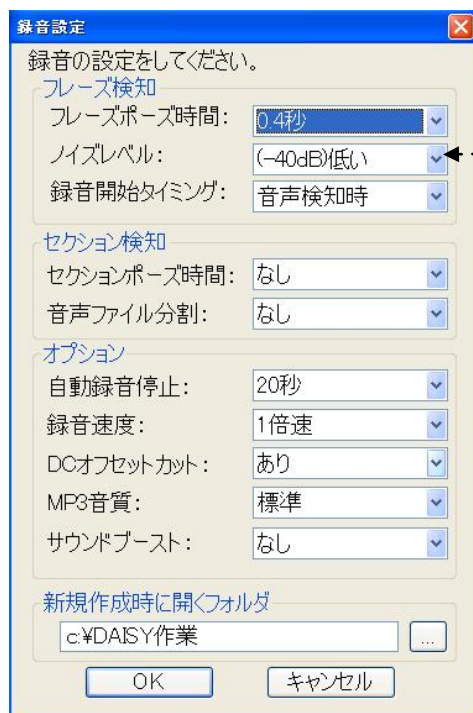 録音設定
録音の設定をしてください。
フレーズ検知
フレーズポーズ時間： 0.4秒
ノイズレベル： (-40dB)低い
録音開始タイミング： 音声検知時
セクション検知
セクションポーズ時間： なし
音声ファイル分割： なし
オプション
自動録音停止： 20秒
録音速度： 1倍速
DCオフセットカット： あり
MP3音質： 標準
サウンドブースト： なし
新規作成時に開くフォルダ
c:¥DAISY作業 ...
OK キャンセル